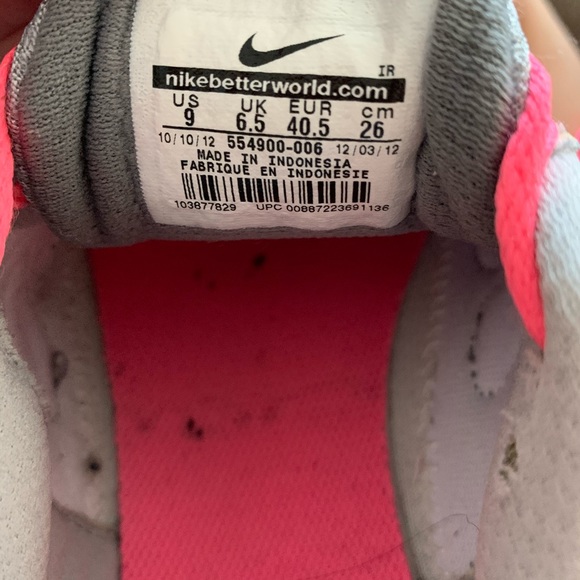 IR
nikebetterworld.com
US UK EUR cm
9 6.5 40.5 26
10/10/12 554900-006 12/03/12
MADE IN INDONESIA
FABRIQUE EN INDONESIE
103877829 UPC 00887223691136